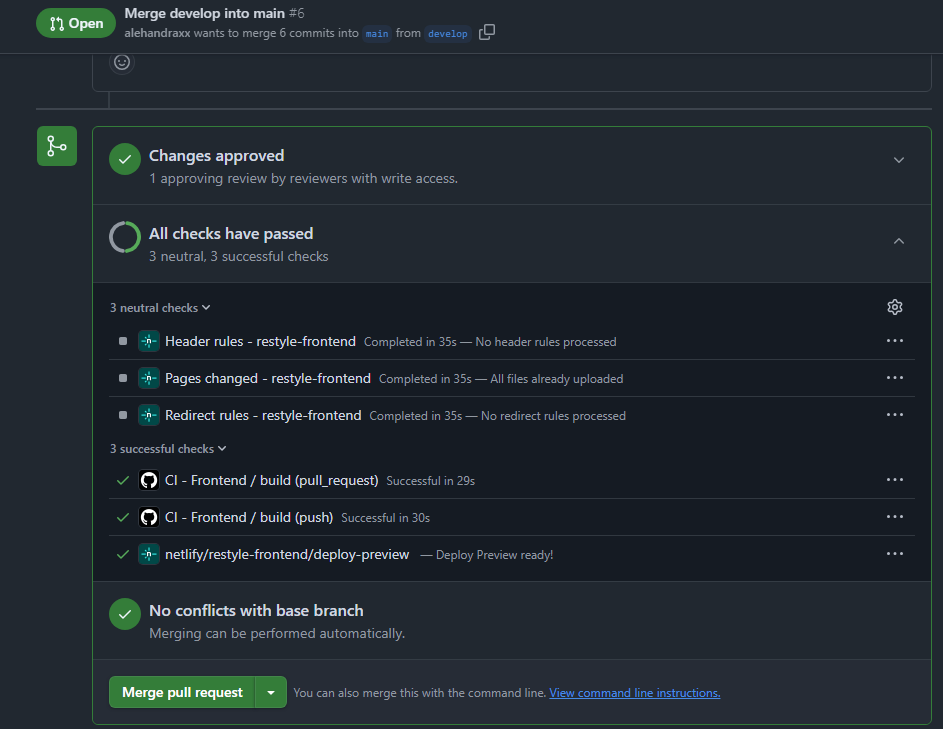 Open
Merge develop into main #6
alehandraxx wants to merge 6 commits into main from develop
Changes approved
1 approving review by reviewers with write access.
All checks have passed
3 neutral, 3 successful checks
3 neutral checks
Header rules - restyle-frontend Completed in 35s — No header rules processed
Pages changed - restyle-frontend Completed in 35s — All files already uploaded
Redirect rules - restyle-frontend Completed in 35s — No redirect rules processed
3 successful checks
CI - Frontend / build (pull_request) Successful in 29s
CI - Frontend / build (push) Successful in 30s
netlify/restyle-frontend/deploy-preview — Deploy Preview ready!
No conflicts with base branch
Merging can be performed automatically.
Merge pull request You can also merge this with the command line. View command line instructions.